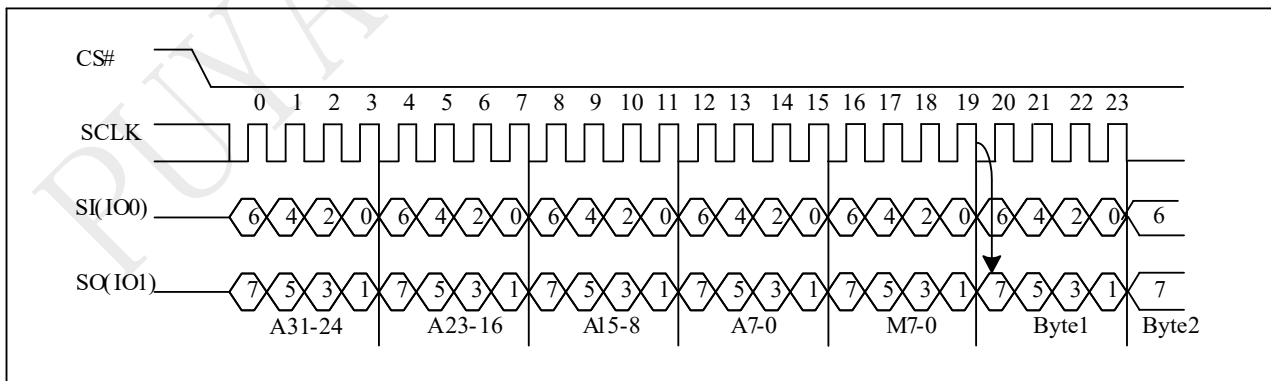 PUYA
CS#
0 1 2 3 4 5 6 7 8 9 10 11 12 13 14 15 16 17 18 19 20 21 22 23
SCLK
SI(IO0) 6 4 2 0 6 4 2 0 6 4 2 0 6 4 2 0 6 4 2 0 6 4 2 0 6
SO(IO1) 7 5 3 1 7 5 3 1 7 5 3 1 7 5 3 1 7 5 3 1 7 5 3 1 7
A31-24 A23-16 A15-8 A7-0 M7-0 Byte1 Byte2